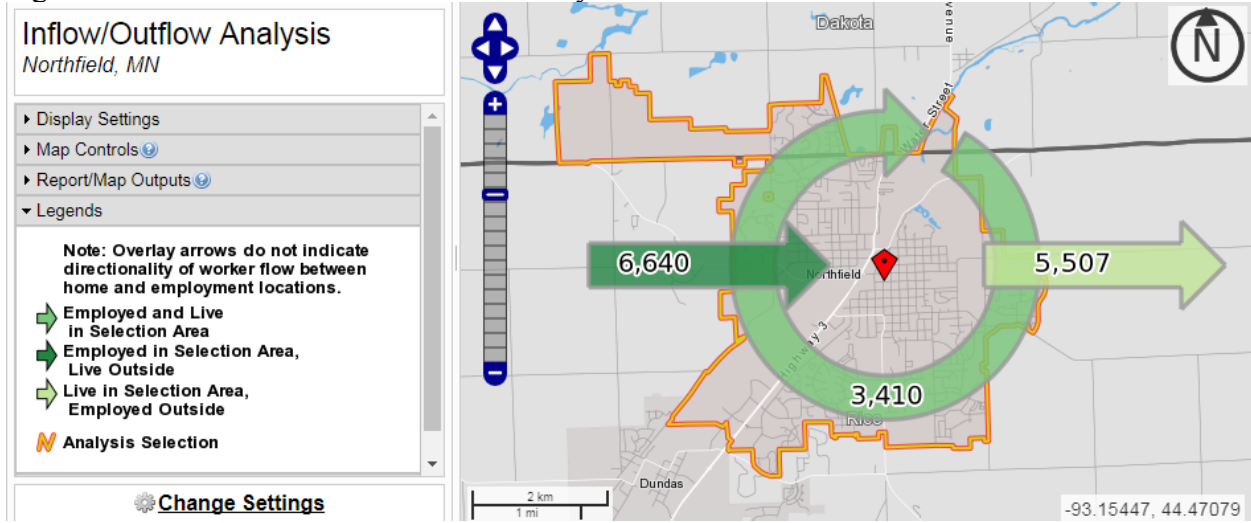 Inflow/Outflow Analysis
Northfield, MN
Display Settings
Map Controls
Report/Map Outputs
Legends
Note: Overlay arrows do not indicate
directionality of worker flow between
home and employment locations.
Employed and Live
in Selection Area
Employed in Selection Area,
Live Outside
Live in Selection Area,
Employed Outside
Analysis Selection
Change Settings
Dakota
venue
N
Water Street
6,640
Northfield
5,507
Highway 3
3,410
Rice
Dundas
2 km
1 mi
-93.15447, 44.47079